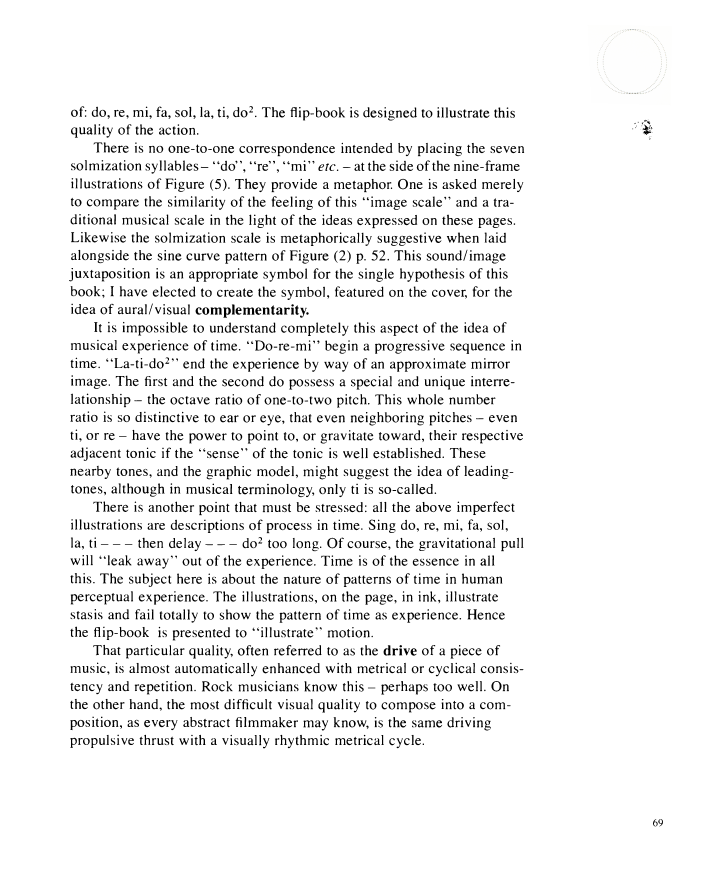 of: do, re, mi, fa, sol, la, ti, do². The flip-book is designed to illustrate this
quality of the action.
There is no one-to-one correspondence intended by placing the seven
solmization syllables – “do”, “re”, “mi” etc. – at the side of the nine-frame
illustrations of Figure (5). They provide a metaphor. One is asked merely
to compare the similarity of the feeling of this “image scale” and a tra-
ditional musical scale in the light of the ideas expressed on these pages.
Likewise the solmization scale is metaphorically suggestive when laid
alongside the sine curve pattern of Figure (2) p. 52. This sound/image
juxtaposition is an appropriate symbol for the single hypothesis of this
book; I have elected to create the symbol, featured on the cover, for the
idea of aural/visual complementarity.
It is impossible to understand completely this aspect of the idea of
musical experience of time. “Do-re-mi” begin a progressive sequence in
time. “La-ti-do²” end the experience by way of an approximate mirror
image. The first and the second do possess a special and unique interre-
lationship – the octave ratio of one-to-two pitch. This whole number
ratio is so distinctive to ear or eye, that even neighboring pitches – even
ti, or re – have the power to point to, or gravitate toward, their respective
adjacent tonic if the “sense” of the tonic is well established. These
nearby tones, and the graphic model, might suggest the idea of leading-
tones, although in musical terminology, only ti is so-called.
There is another point that must be stressed: all the above imperfect
illustrations are descriptions of process in time. Sing do, re, mi, fa, sol,
la, ti – – – then delay – – – do² too long. Of course, the gravitational pull
will “leak away” out of the experience. Time is of the essence in all
this. The subject here is about the nature of patterns of time in human
perceptual experience. The illustrations, on the page, in ink, illustrate
stasis and fail totally to show the pattern of time as experience. Hence
the flip-book is presented to “illustrate” motion.
That particular quality, often referred to as the drive of a piece of
music, is almost automatically enhanced with metrical or cyclical consis-
tency and repetition. Rock musicians know this – perhaps too well. On
the other hand, the most difficult visual quality to compose into a com-
position, as every abstract filmmaker may know, is the same driving
propulsive thrust with a visually rhythmic metrical cycle.
69